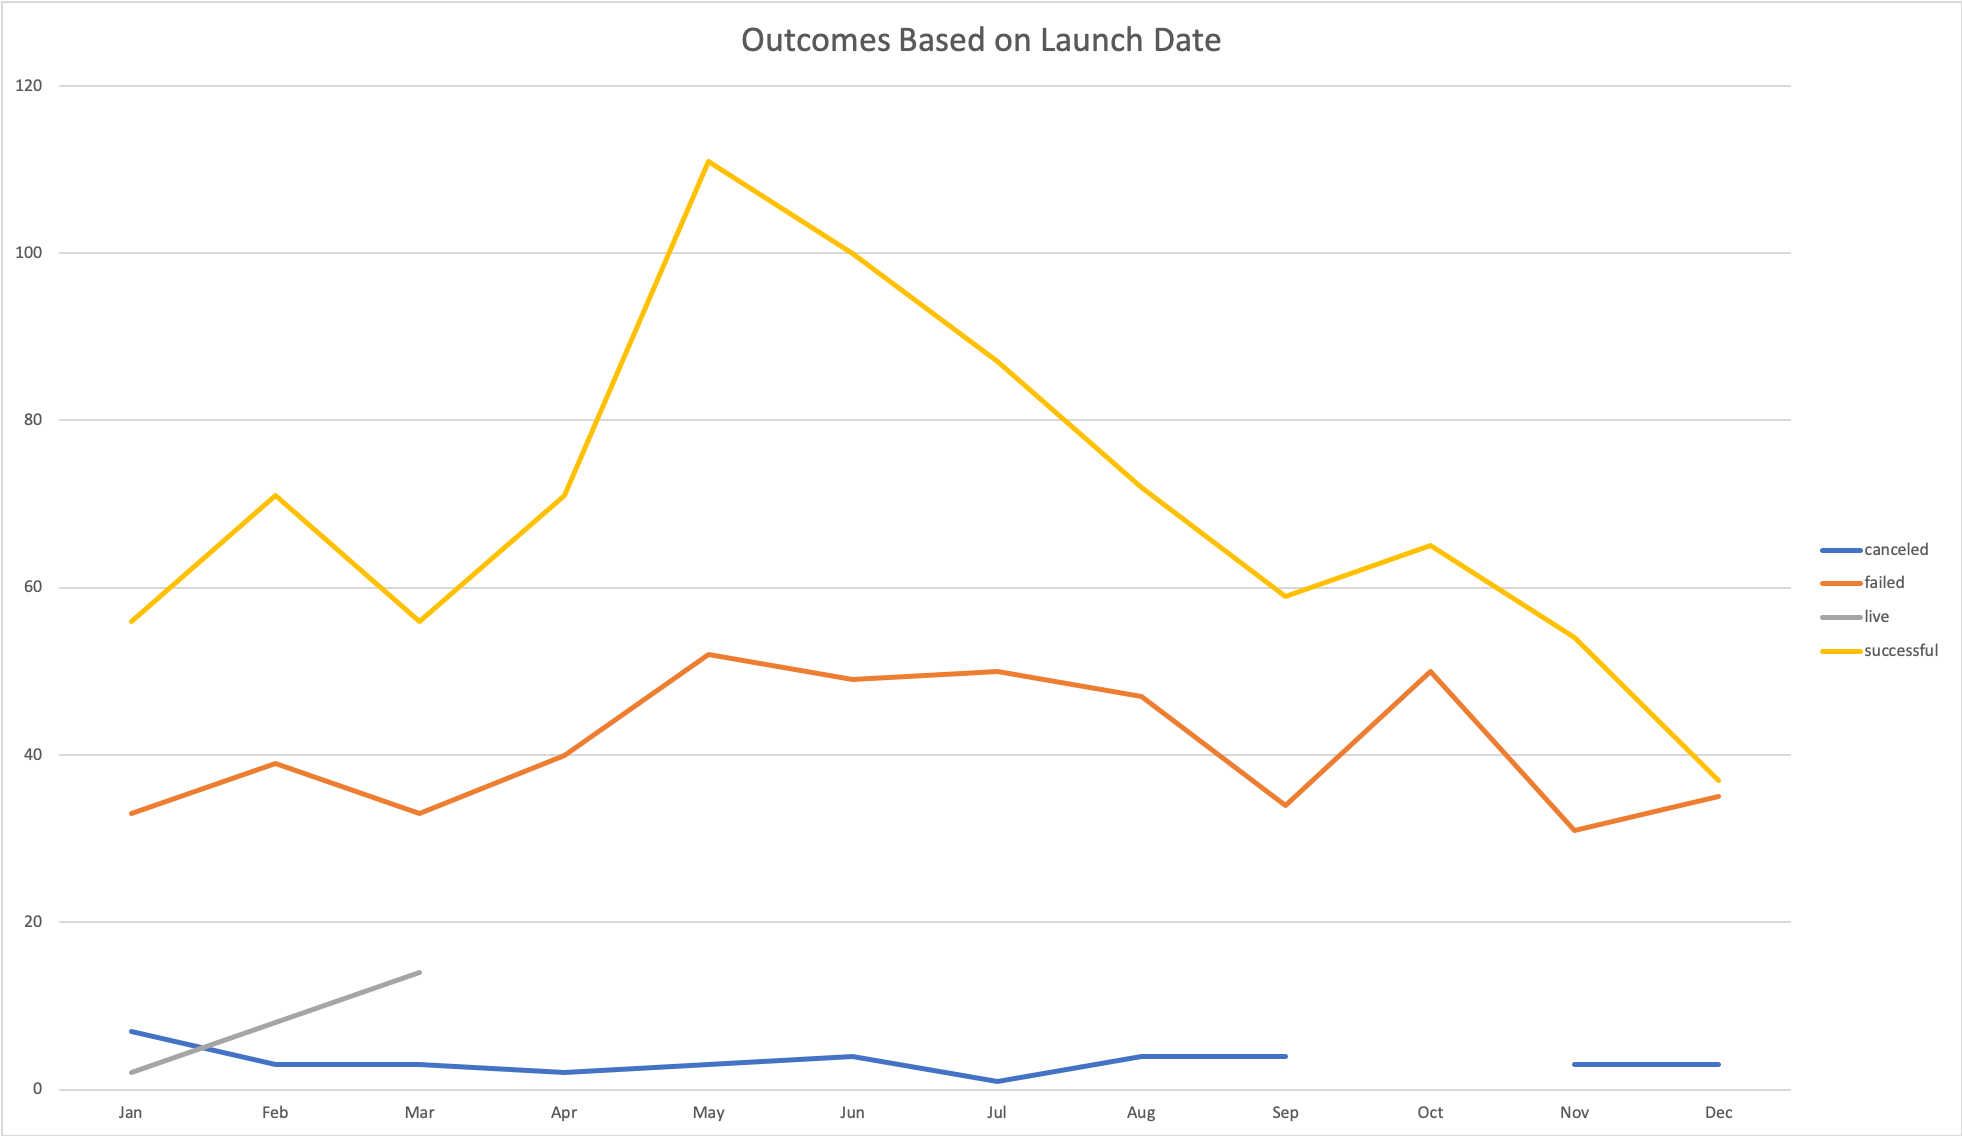 Outcomes Based on Launch Date
120
100
80
60
40
20
0
Jan Feb Mar Apr May Jun Jul Aug Sep Oct Nov Dec
canceled
failed
live
successful